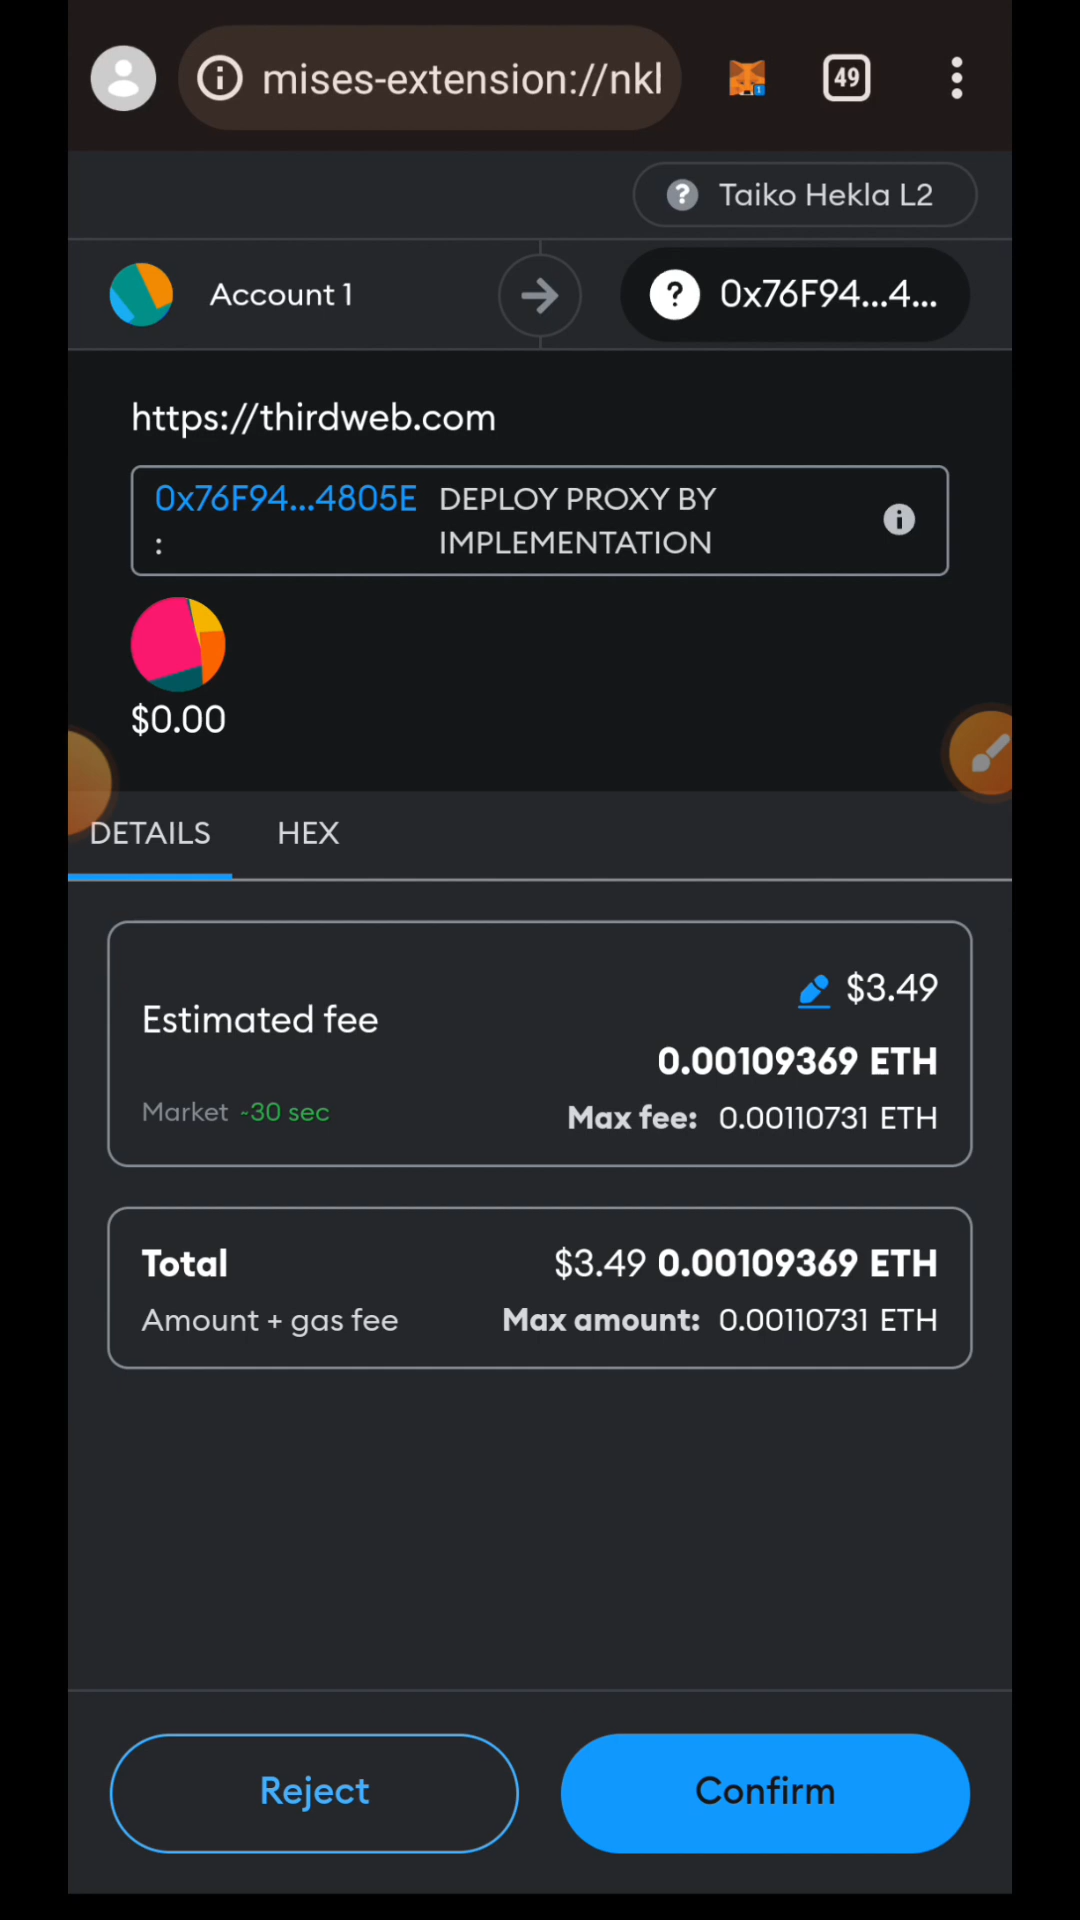 mises-extension://nkl
49
Taiko Hekla L2
Account 1
0x76F94...4...
https://thirdweb.com
0x76F94...4805E DEPLOY PROXY BY
: IMPLEMENTATION
$0.00
DETAILS HEX
$3.49
Estimated fee
0.00109369 ETH
Market ~30 sec Max fee: 0.00110731 ETH
Total $3.49 0.00109369 ETH
Amount + gas fee Max amount: 0.00110731 ETH
Reject Confirm